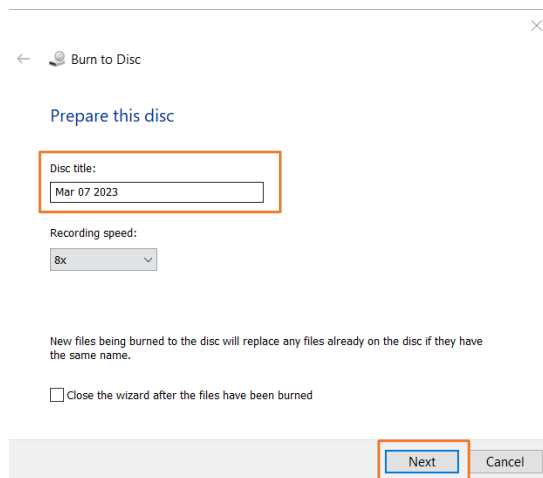 Burn to Disc
Prepare this disc
Disc title:
Mar 07 2023
Recording speed:
8x
New files being burned to the disc will replace any files already on the disc if they have
the same name.
Close the wizard after the files have been burned
Next Cancel